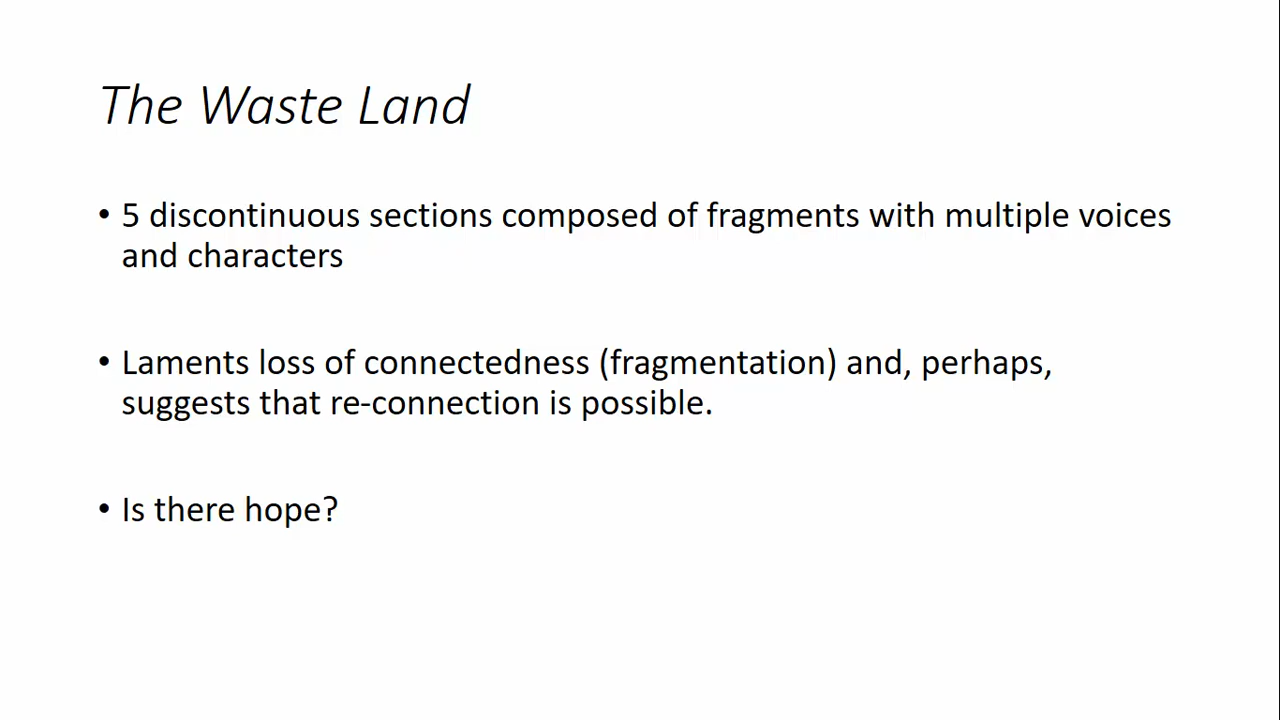 The Waste Land
• 5 discontinuous sections composed of fragments with multiple voices
and characters
• Laments loss of connectedness (fragmentation) and, perhaps,
suggests that re-connection is possible.
• Is there hope?